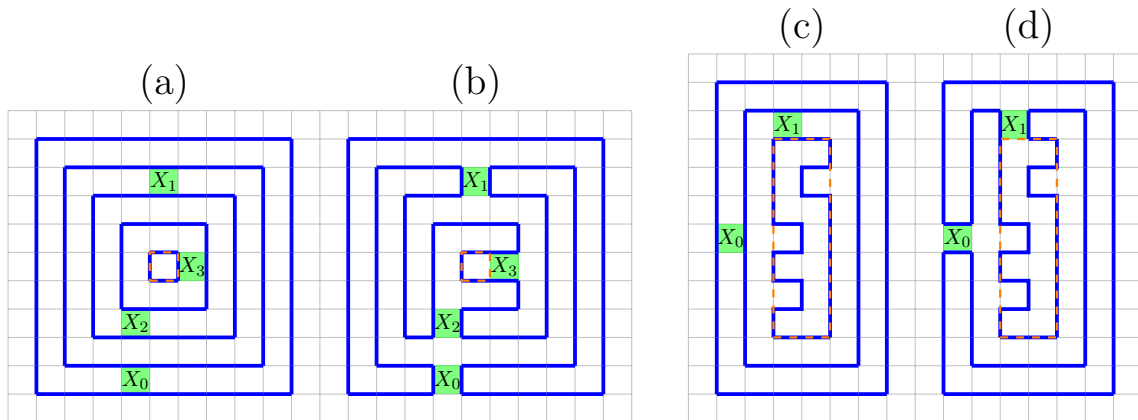 (a) (b) (c) (d)
X₁ X₁ X₁ X₁
X₀ X₀
X₃ X₃
X₂ X₂
X₀ X₀